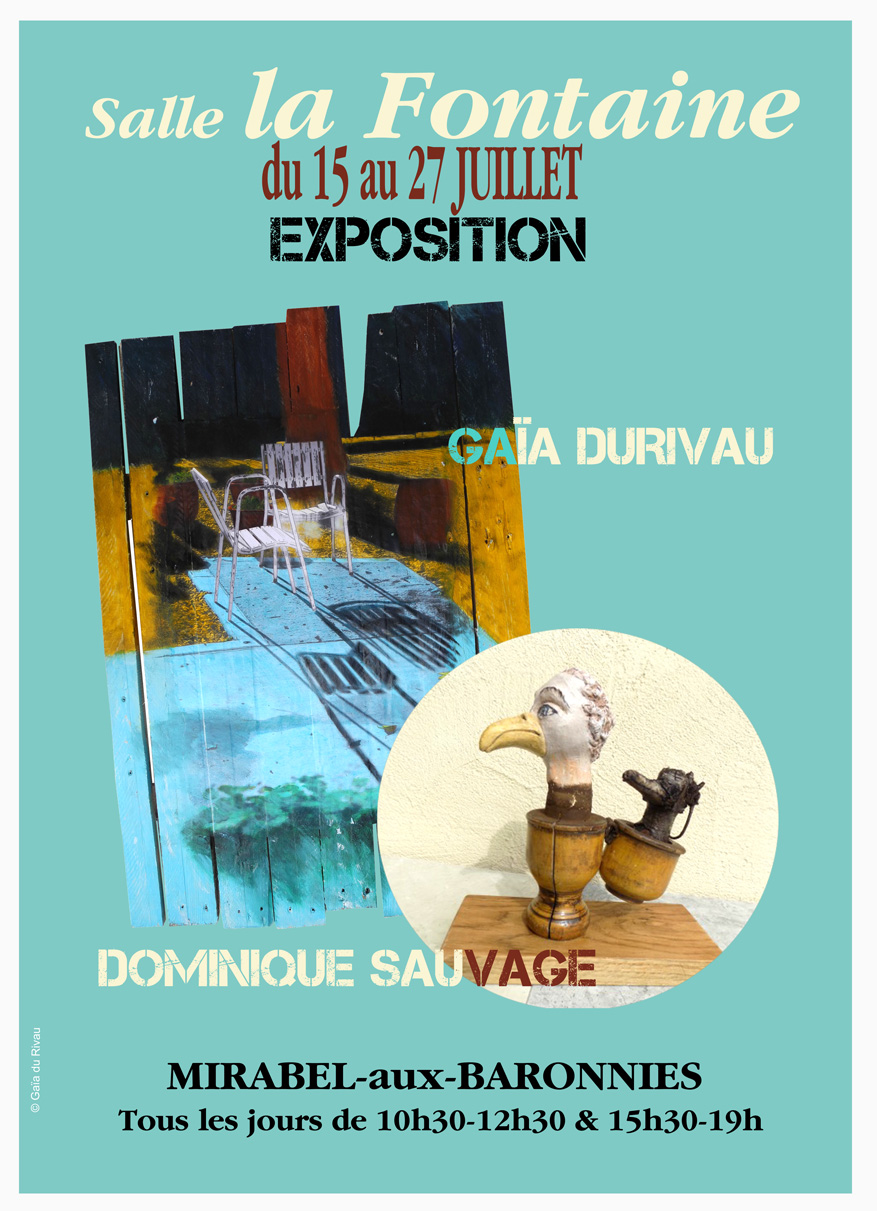 Salle la Fontaine
du 15 au 27 JUILLET
EXPOSITION
GAÏA DURIVAU
DOMINIQUE SAUVAGE
© Gaïa du Rivau
MIRABEL-aux-BARONNIES
Tous les jours de 10h30-12h30 & 15h30-19h